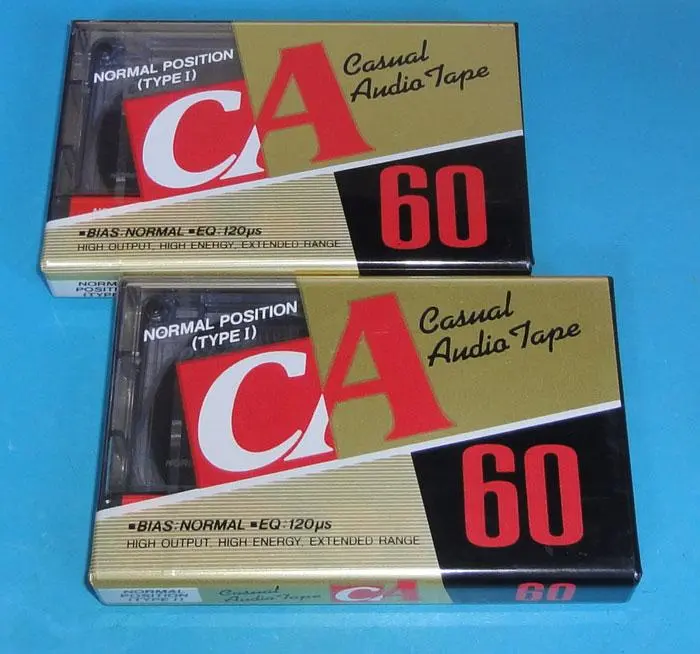 NORMAL POSITION
(TYPE I)
CA
Casual
Audio Tape
60
▪BIAS:NORMAL ▪EQ:120µs
HIGH OUTPUT, HIGH ENERGY, EXTENDED RANGE
NORMAL POSITION
(TYPE I)
CA
Casual
Audio Tape
60
▪BIAS:NORMAL ▪EQ:120µs
HIGH OUTPUT, HIGH ENERGY, EXTENDED RANGE
NORMAL
POSITION
(TYPE I)
Casual
Audio Tape
CA
60